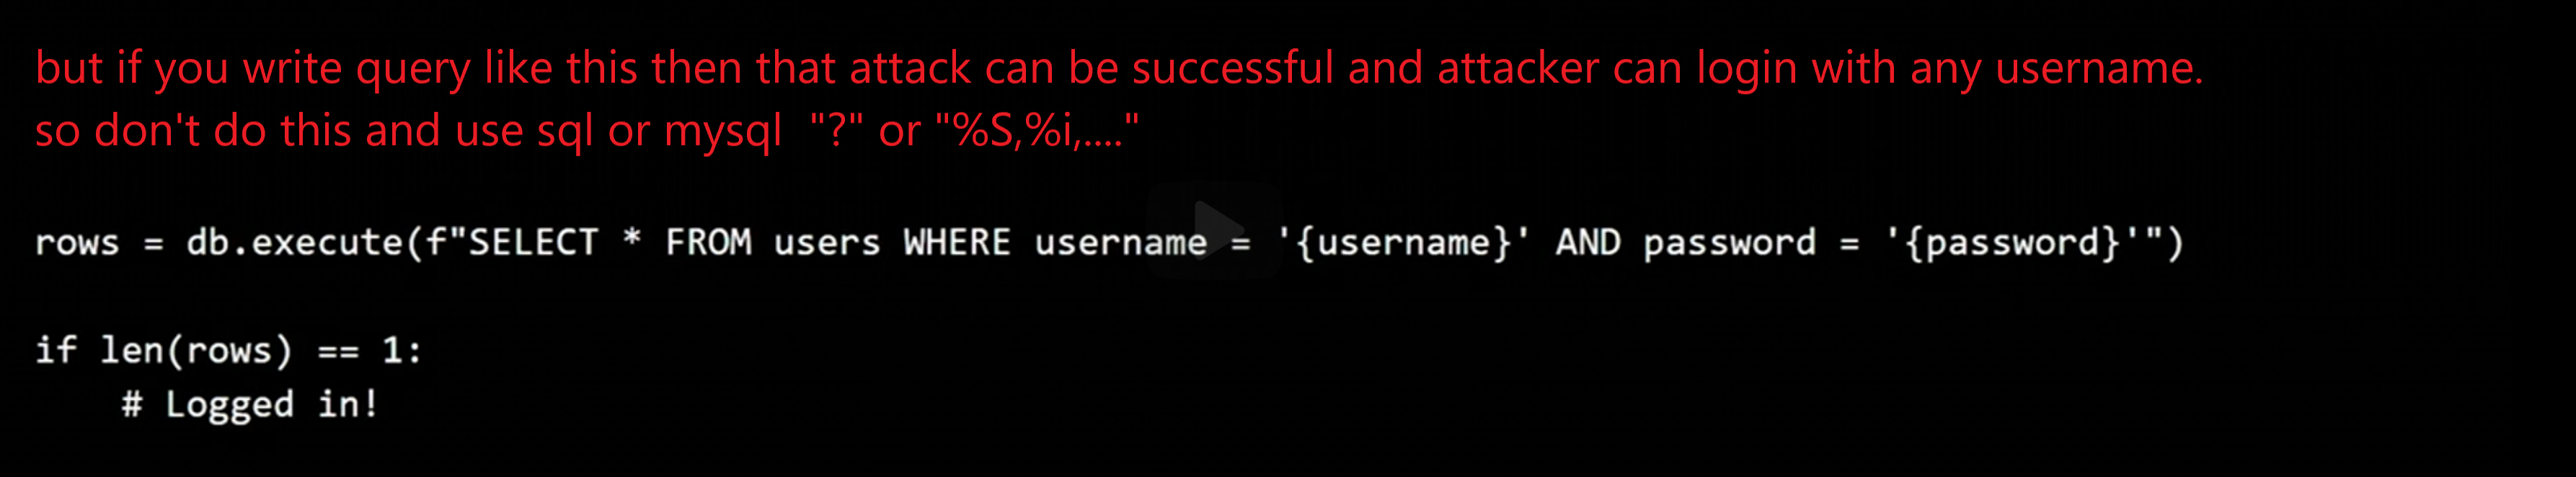 but if you write query like this then that attack can be successful and attacker can login with any username.
so don't do this and use sql or mysql  "?" or "%S,%i,...."
rows = db.execute(f"SELECT * FROM users WHERE username = '{username}' AND password = '{password}'")
if len(rows) == 1:
    # Logged in!